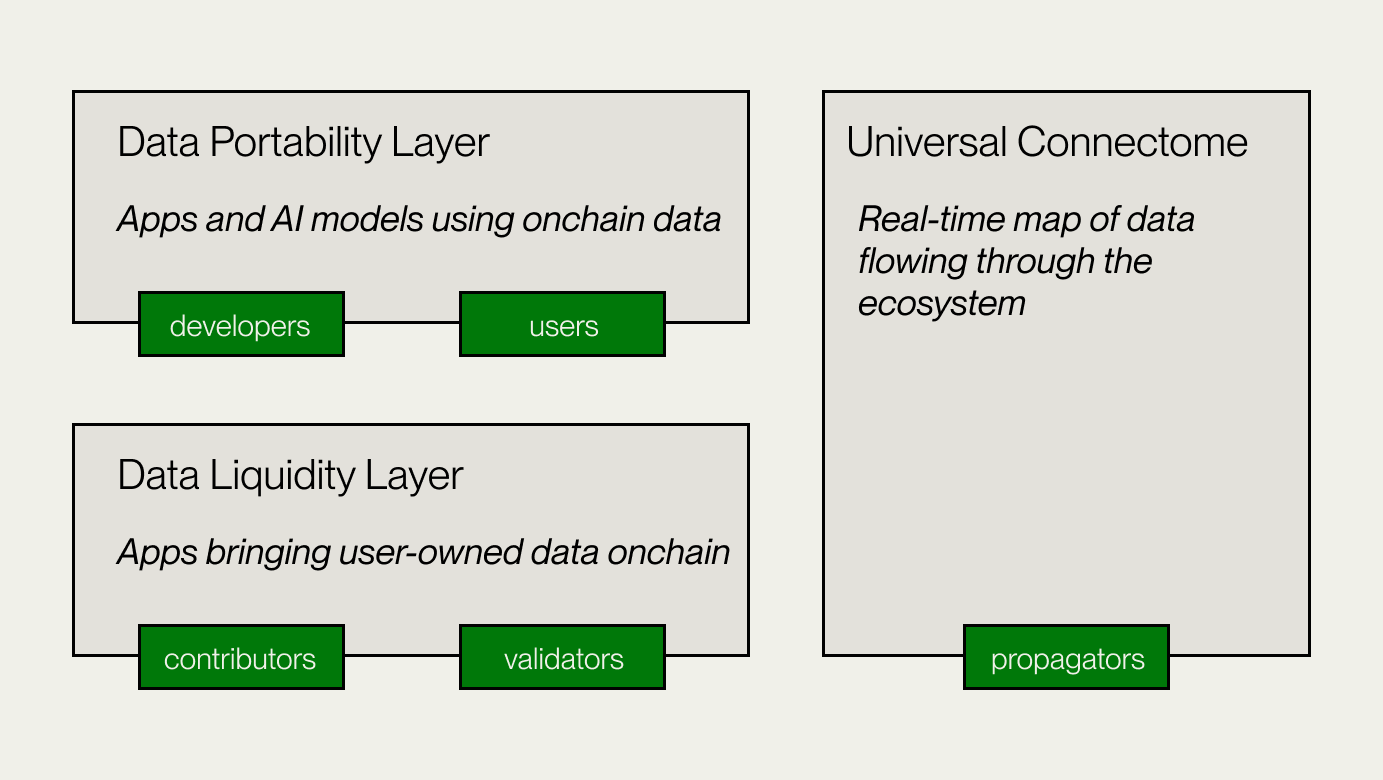 Data Portability Layer
Apps and AI models using onchain data
developers
users
Data Liquidity Layer
Apps bringing user-owned data onchain
contributors
validators
Universal Connectome
Real-time map of data
flowing through the
ecosystem
propagators